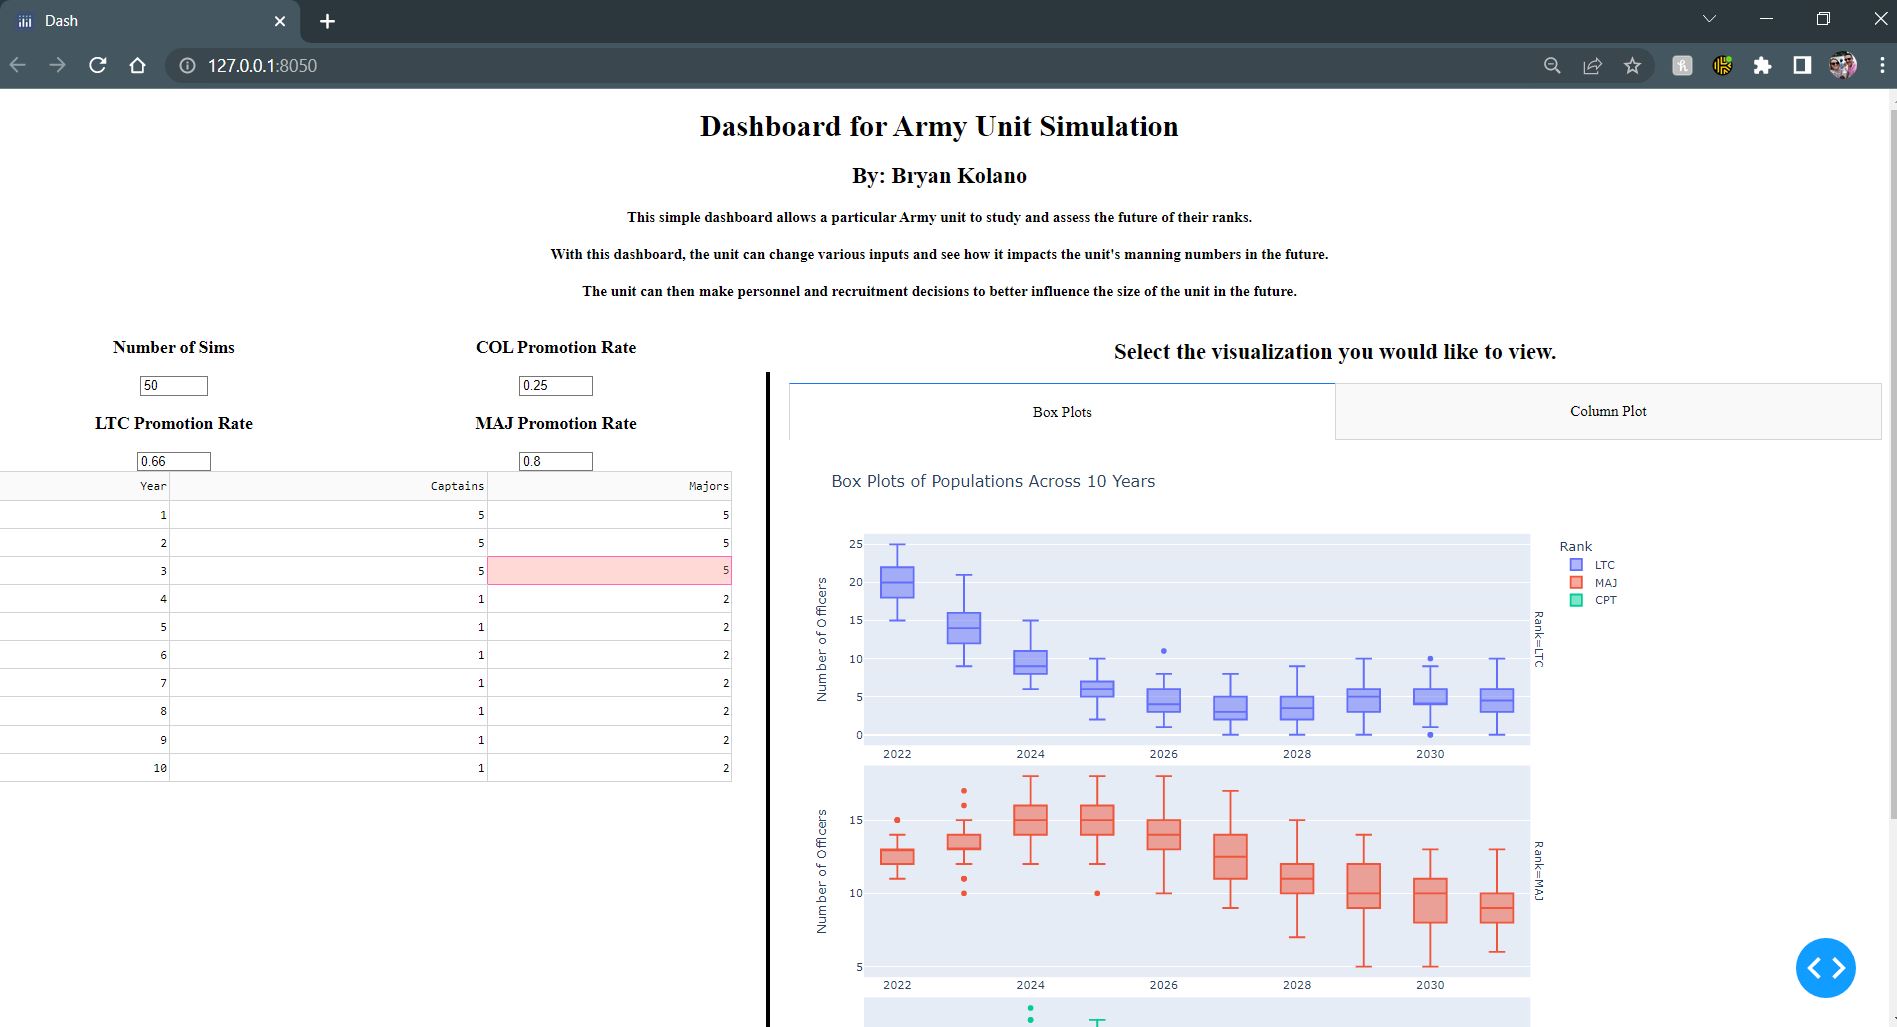 Dash
127.0.0.1:8050
Dashboard for Army Unit Simulation
By: Bryan Kolano
This simple dashboard allows a particular Army unit to study and assess the future of their ranks.
With this dashboard, the unit can change various inputs and see how it impacts the unit's manning numbers in the future.
The unit can then make personnel and recruitment decisions to better influence the size of the unit in the future.
Number of Sims
50
COL Promotion Rate
0.25
LTC Promotion Rate
0.66
MAJ Promotion Rate
0.8
Year Captains Majors
1 5 5
2 5 5
3 5 5
4 1 2
5 1 2
6 1 2
7 1 2
8 1 2
9 1 2
10 1 2
Select the visualization you would like to view.
Box Plots
Column Plot
Box Plots of Populations Across 10 Years
Number of Officers
25
20
15
10
5
0
2022 2024 2026 2028 2030
Rank=LTC
Rank
LTC
MAJ
CPT
Number of Officers
15
10
5
2022 2024 2026 2028 2030
Rank=MAJ